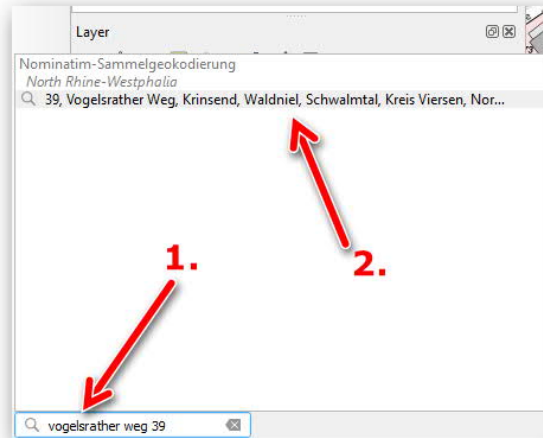 Layer
Nominatim-Sammelgeokodierung
North Rhine-Westphalia
39, Vogelsrather Weg, Krinsend, Waldniel, Schwalmtal, Kreis Viersen, Nor...
1.
2.
vogelsrather weg 39